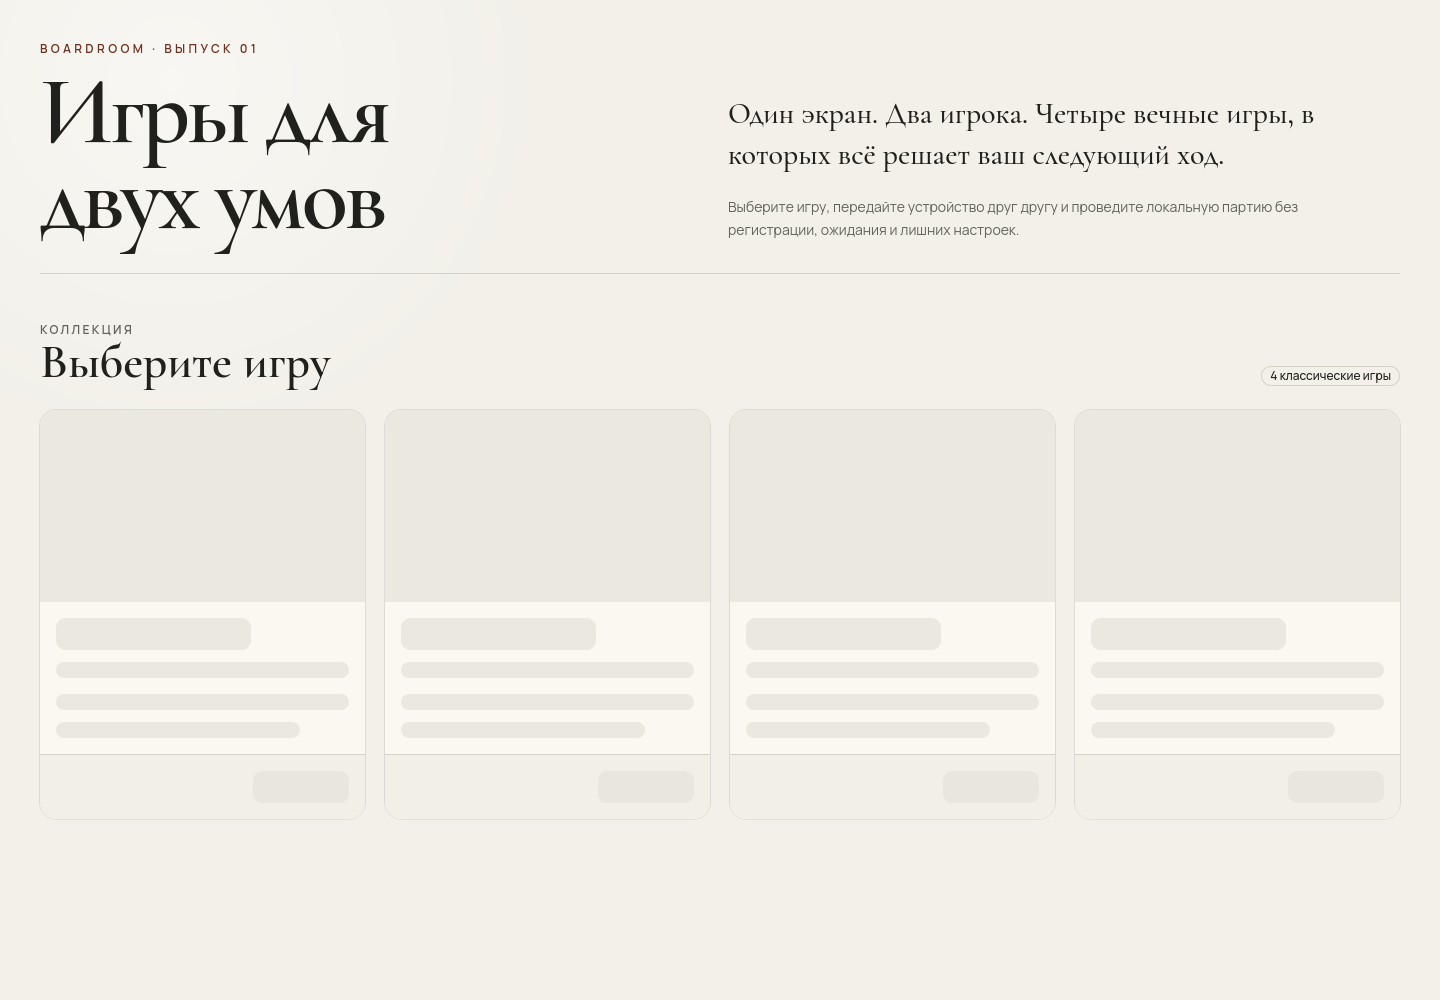 BOARDROOM · ВЫПУСК 01
Игры для
двух умов
Один экран. Два игрока. Четыре вечные игры, в
которых всё решает ваш следующий ход.
Выберите игру, передайте устройство друг другу и проведите локальную партию без
регистрации, ожидания и лишних настроек.
КОЛЛЕКЦИЯ
Выберите игру
4 классические игры